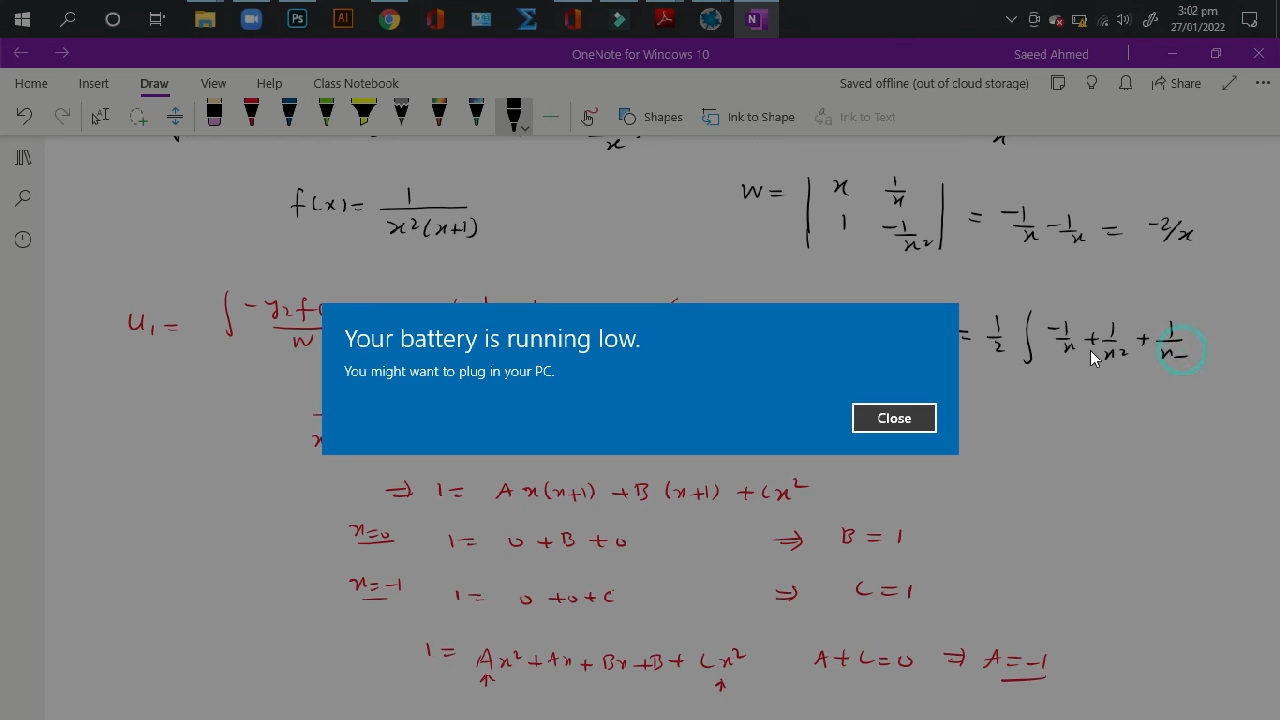 3:02 pm
27/01/2022
OneNote for Windows 10
Saeed Ahmed
Home Insert Draw View Help Class Notebook
Saved offline (out of cloud storage)
Share
Shapes
Ink to Shape
Ink to Text
f(x) = 1 / x²(x+1)
W = | x 1/x | = -1/x - 1/x = -2/x
| 1 -1/x² |
U₁ = ∫ -y₂f
w
= 1/2 ∫ -1/x + 1/x² + 1/x
Your battery is running low.
You might want to plug in your PC.
Close
⇒ 1 = Ax(x+1) + B(x+1) + Cx²
x=0 1 = 0 + B + 0 ⇒ B = 1
x=-1 1 = 0 + 0 + C ⇒ C = 1
1 = Ax² + Ax + Bx + B + Cx² A + C = 0 ⇒ A = -1